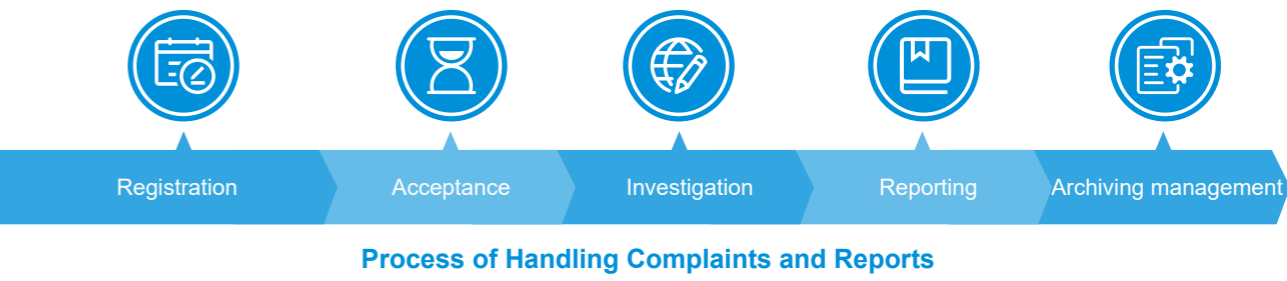 Registration
Acceptance
Investigation
Reporting
Archiving management
Process of Handling Complaints and Reports